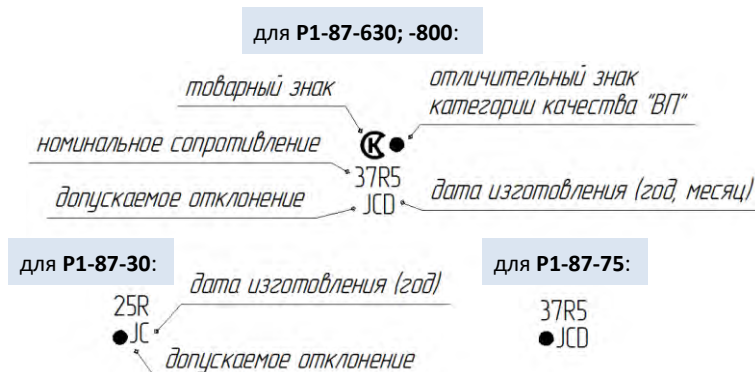 для Р1-87-630; -800:
товарный знак
отличительный знак
категории качества "ВП"
номинальное сопротивление
37R5
допускаемое отклонение
JCD
дата изготовления (год, месяц)
для Р1-87-30:
дата изготовления (год)
25R
JC
допускаемое отклонение
для Р1-87-75:
37R5
JCD